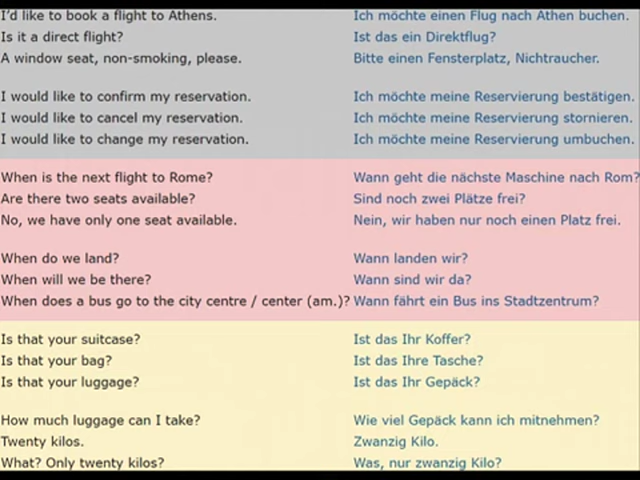 I'd like to book a flight to Athens. Ich möchte einen Flug nach Athen buchen.
Is it a direct flight? Ist das ein Direktflug?
A window seat, non-smoking, please. Bitte einen Fensterplatz, Nichtraucher.
I would like to confirm my reservation. Ich möchte meine Reservierung bestätigen.
I would like to cancel my reservation. Ich möchte meine Reservierung stornieren.
I would like to change my reservation. Ich möchte meine Reservierung umbuchen.
When is the next flight to Rome? Wann geht die nächste Maschine nach Rom?
Are there two seats available? Sind noch zwei Plätze frei?
No, we have only one seat available. Nein, wir haben nur noch einen Platz frei.
When do we land? Wann landen wir?
When will we be there? Wann sind wir da?
When does a bus go to the city centre / center (am.)? Wann fährt ein Bus ins Stadtzentrum?
Is that your suitcase? Ist das Ihr Koffer?
Is that your bag? Ist das Ihre Tasche?
Is that your luggage? Ist das Ihr Gepäck?
How much luggage can I take? Wie viel Gepäck kann ich mitnehmen?
Twenty kilos. Zwanzig Kilo.
What? Only twenty kilos? Was, nur zwanzig Kilo?